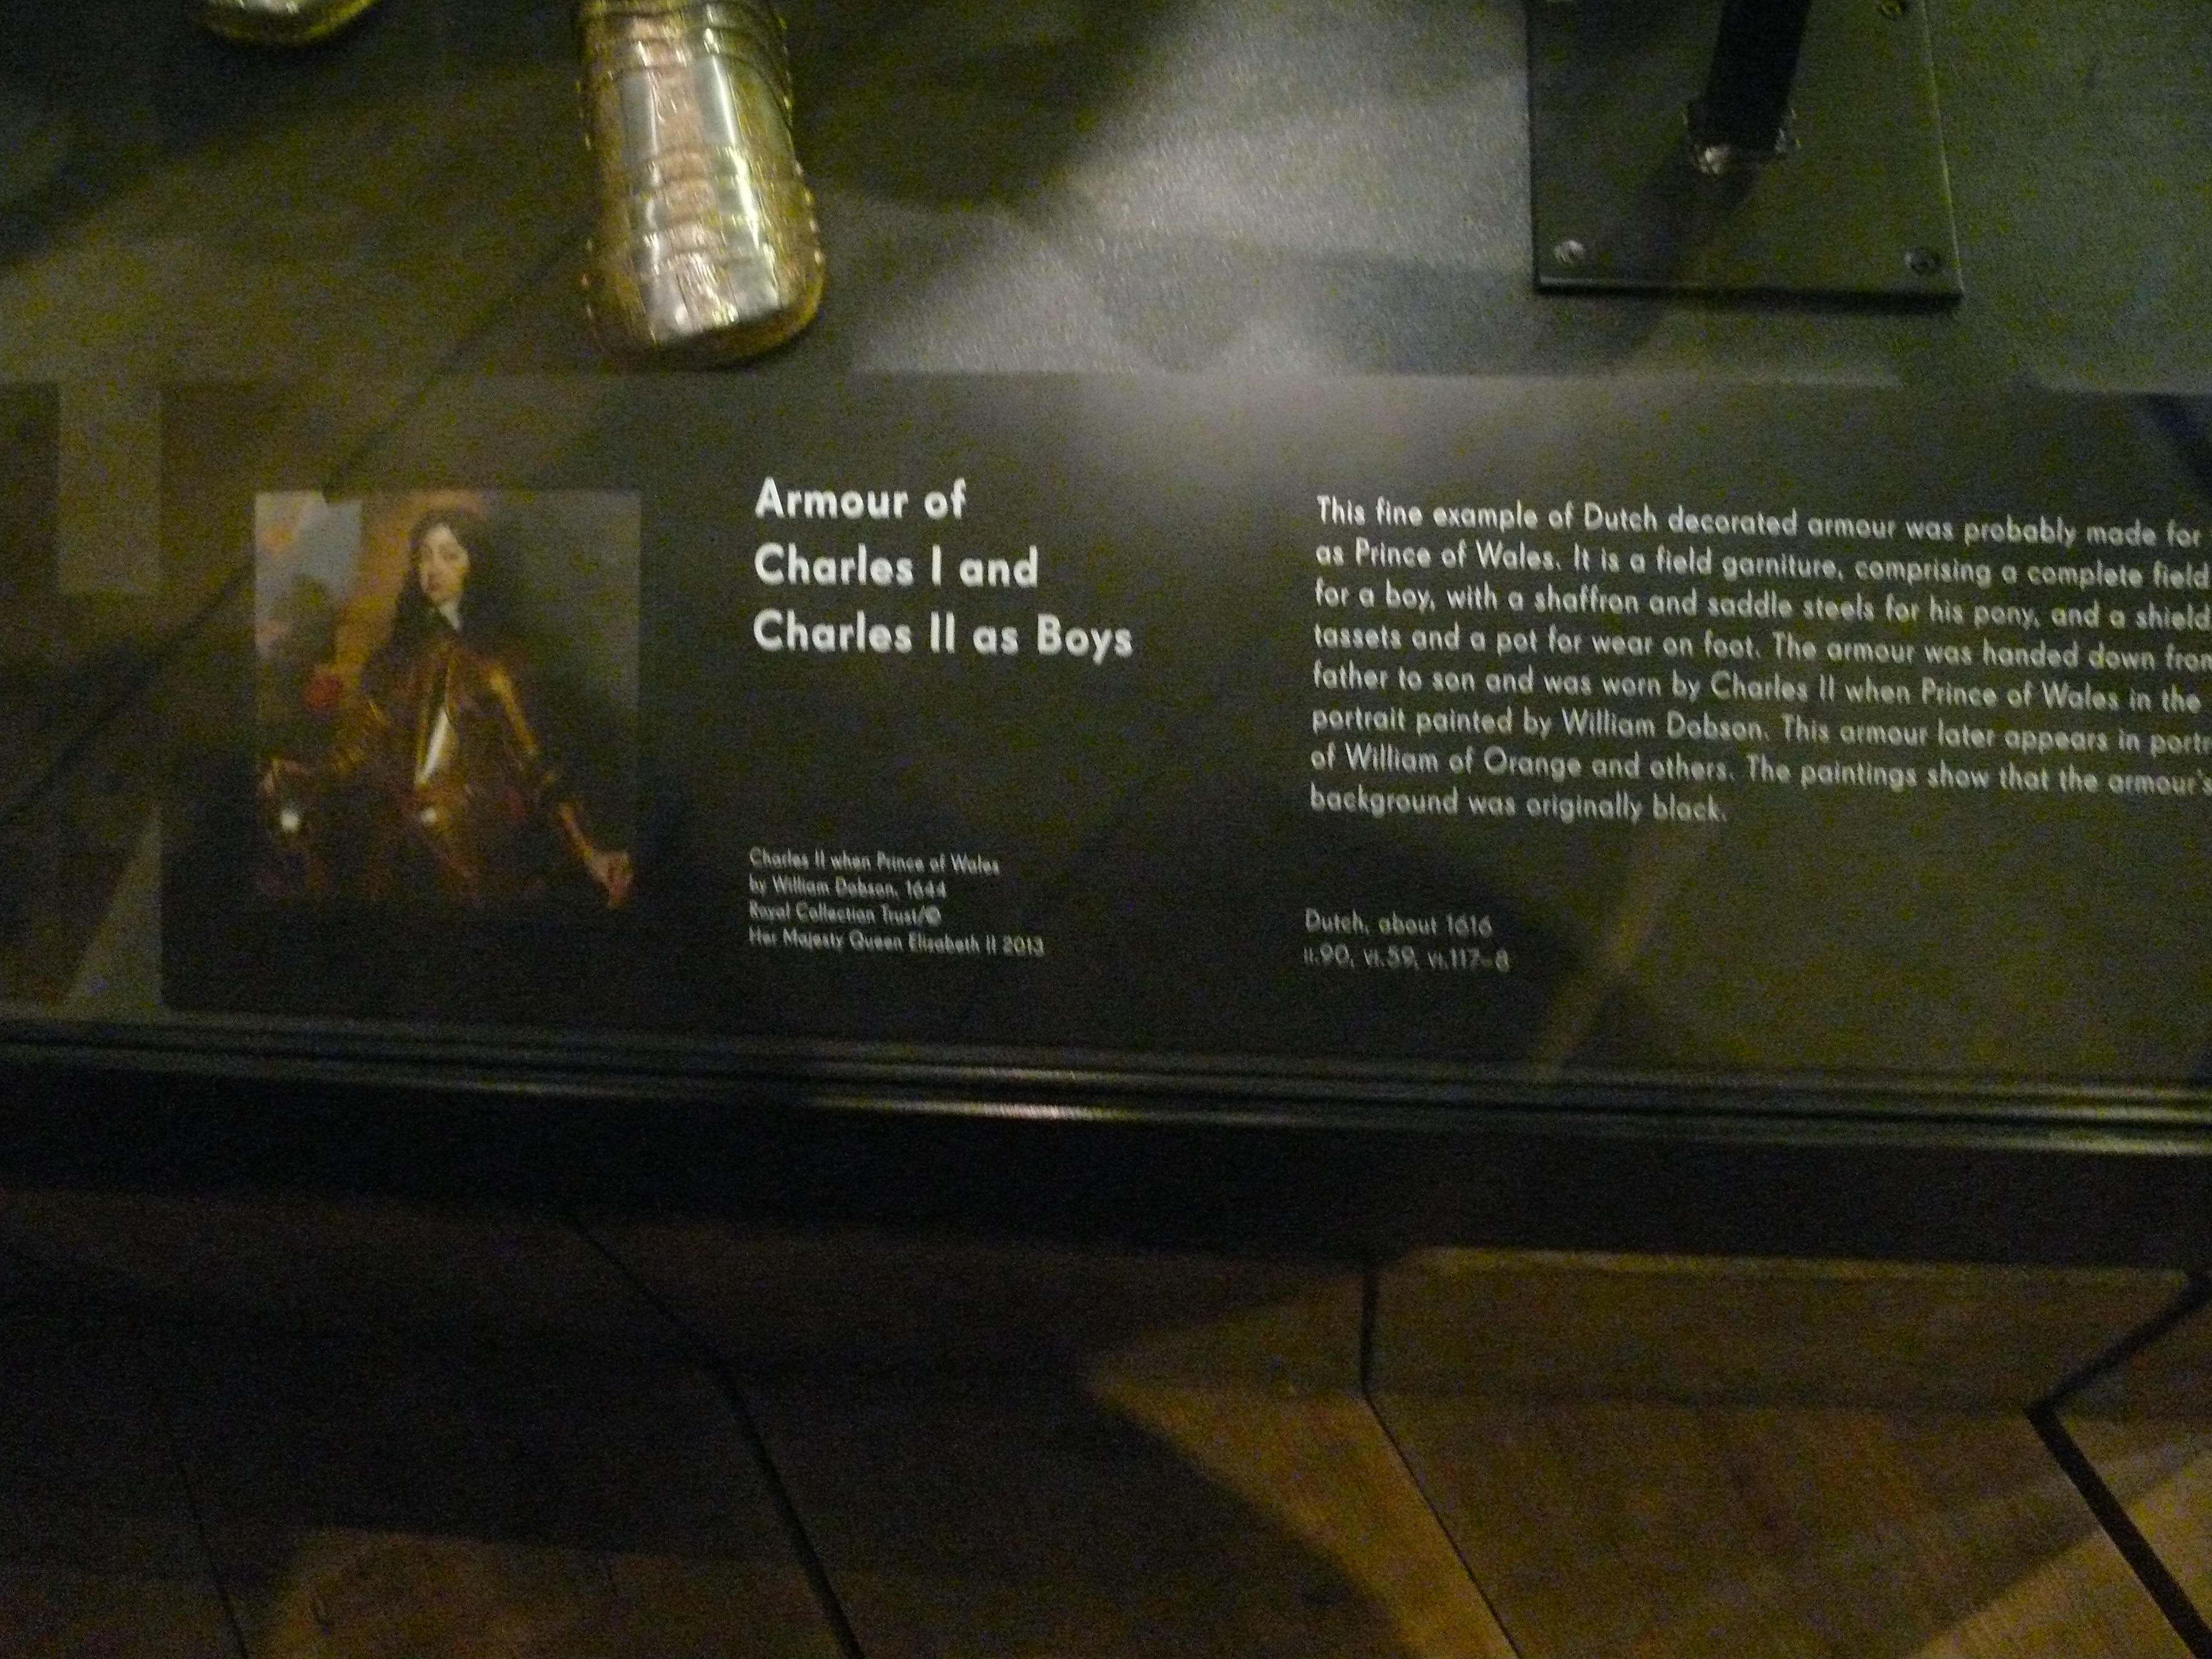 Armour of
Charles I and
Charles II as Boys
Charles II when Prince of Wales
by William Dobson, 1644
Royal Collection Trust/©
Her Majesty Queen Elizabeth II 2013
This fine example of Dutch decorated armour was probably made for
as Prince of Wales. It is a field garniture, comprising a complete field
for a boy, with a shaffron and saddle steels for his pony, and a shield
tassets and a pot for wear on foot. The armour was handed down from
father to son and was worn by Charles II when Prince of Wales in the
portrait painted by William Dobson. This armour later appears in portr
of William of Orange and others. The paintings show that the armour's
background was originally black.
Dutch, about 1616
ii.90, vi.59, vi.117–8